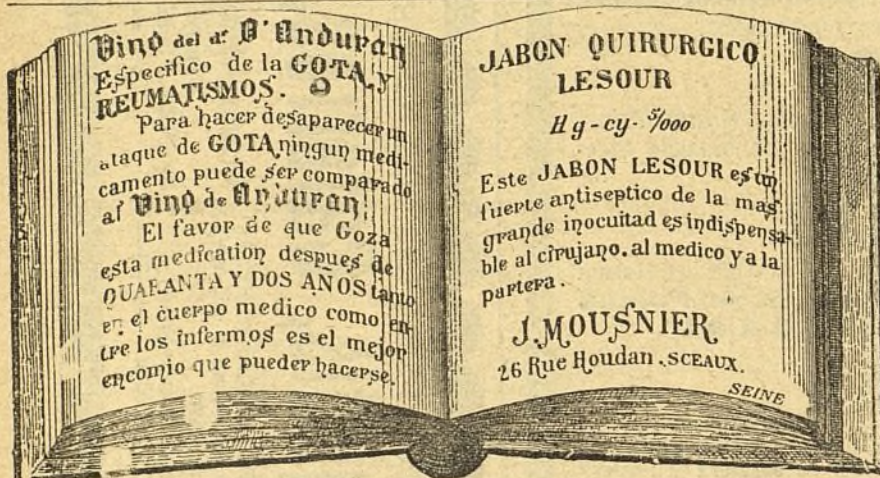 Vino del dr D'Anduran
Especifico de la GOTA y
REUMATISMOS.
Para hacer desaparecer un
ataque de GOTA ningun medi-
camento puede ser comparado
al Vino de Anduran.
El favor de que Goza
esta medication despues de
QUARANTA Y DOS AÑOS tanto
en el cuerpo medico como en-
tre los infermos es el mejor
encomio que pueder hacerse.
JABON QUIRURGICO
LESOUR
Hg-cy- 5/000
Este JABON LESOUR es un
fuerte antiseptico de la mas
grande inocuitad es indispensa-
ble al cirujano. al medico y a la
partera.
J. MOUSNIER
26 Rue Houdan. SCEAUX.
SEINE